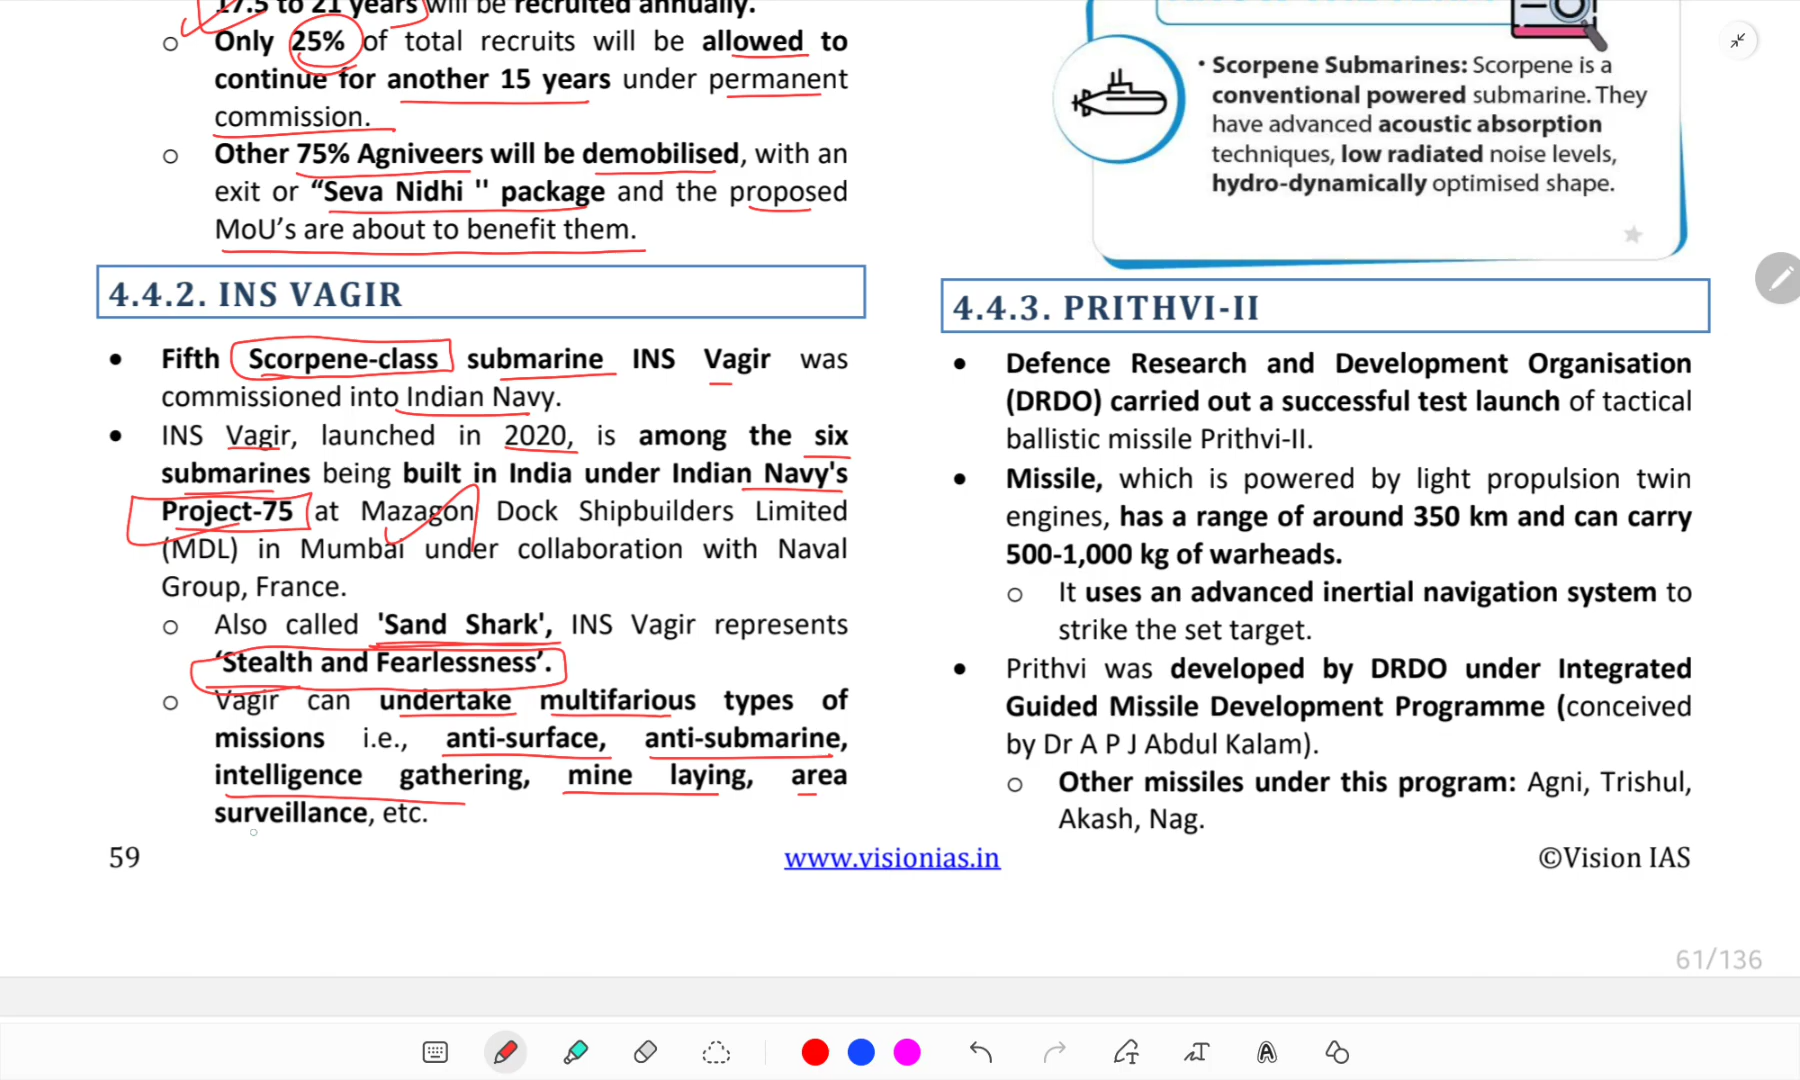 17.5 to 21 years will be recruited annually.
o Only 25% of total recruits will be allowed to
continue for another 15 years under permanent
commission.
o Other 75% Agniveers will be demobilised, with an
exit or “Seva Nidhi " package and the proposed
MoU’s are about to benefit them.
4.4.2. INS VAGIR
• Fifth Scorpene-class submarine INS Vagir was
commissioned into Indian Navy.
• INS Vagir, launched in 2020, is among the six
submarines being built in India under Indian Navy's
Project-75 at Mazagon Dock Shipbuilders Limited
(MDL) in Mumbai under collaboration with Naval
Group, France.
o Also called 'Sand Shark', INS Vagir represents
‘Stealth and Fearlessness’.
o Vagir can undertake multifarious types of
missions i.e., anti-surface, anti-submarine,
intelligence gathering, mine laying, area
surveillance, etc.
• Scorpene Submarines: Scorpene is a
conventional powered submarine. They
have advanced acoustic absorption
techniques, low radiated noise levels,
hydro-dynamically optimised shape.
4.4.3. PRITHVI-II
• Defence Research and Development Organisation
(DRDO) carried out a successful test launch of tactical
ballistic missile Prithvi-II.
• Missile, which is powered by light propulsion twin
engines, has a range of around 350 km and can carry
500-1,000 kg of warheads.
o It uses an advanced inertial navigation system to
strike the set target.
• Prithvi was developed by DRDO under Integrated
Guided Missile Development Programme (conceived
by Dr A P J Abdul Kalam).
o Other missiles under this program: Agni, Trishul,
Akash, Nag.
59
www.visionias.in
©Vision IAS
61/136